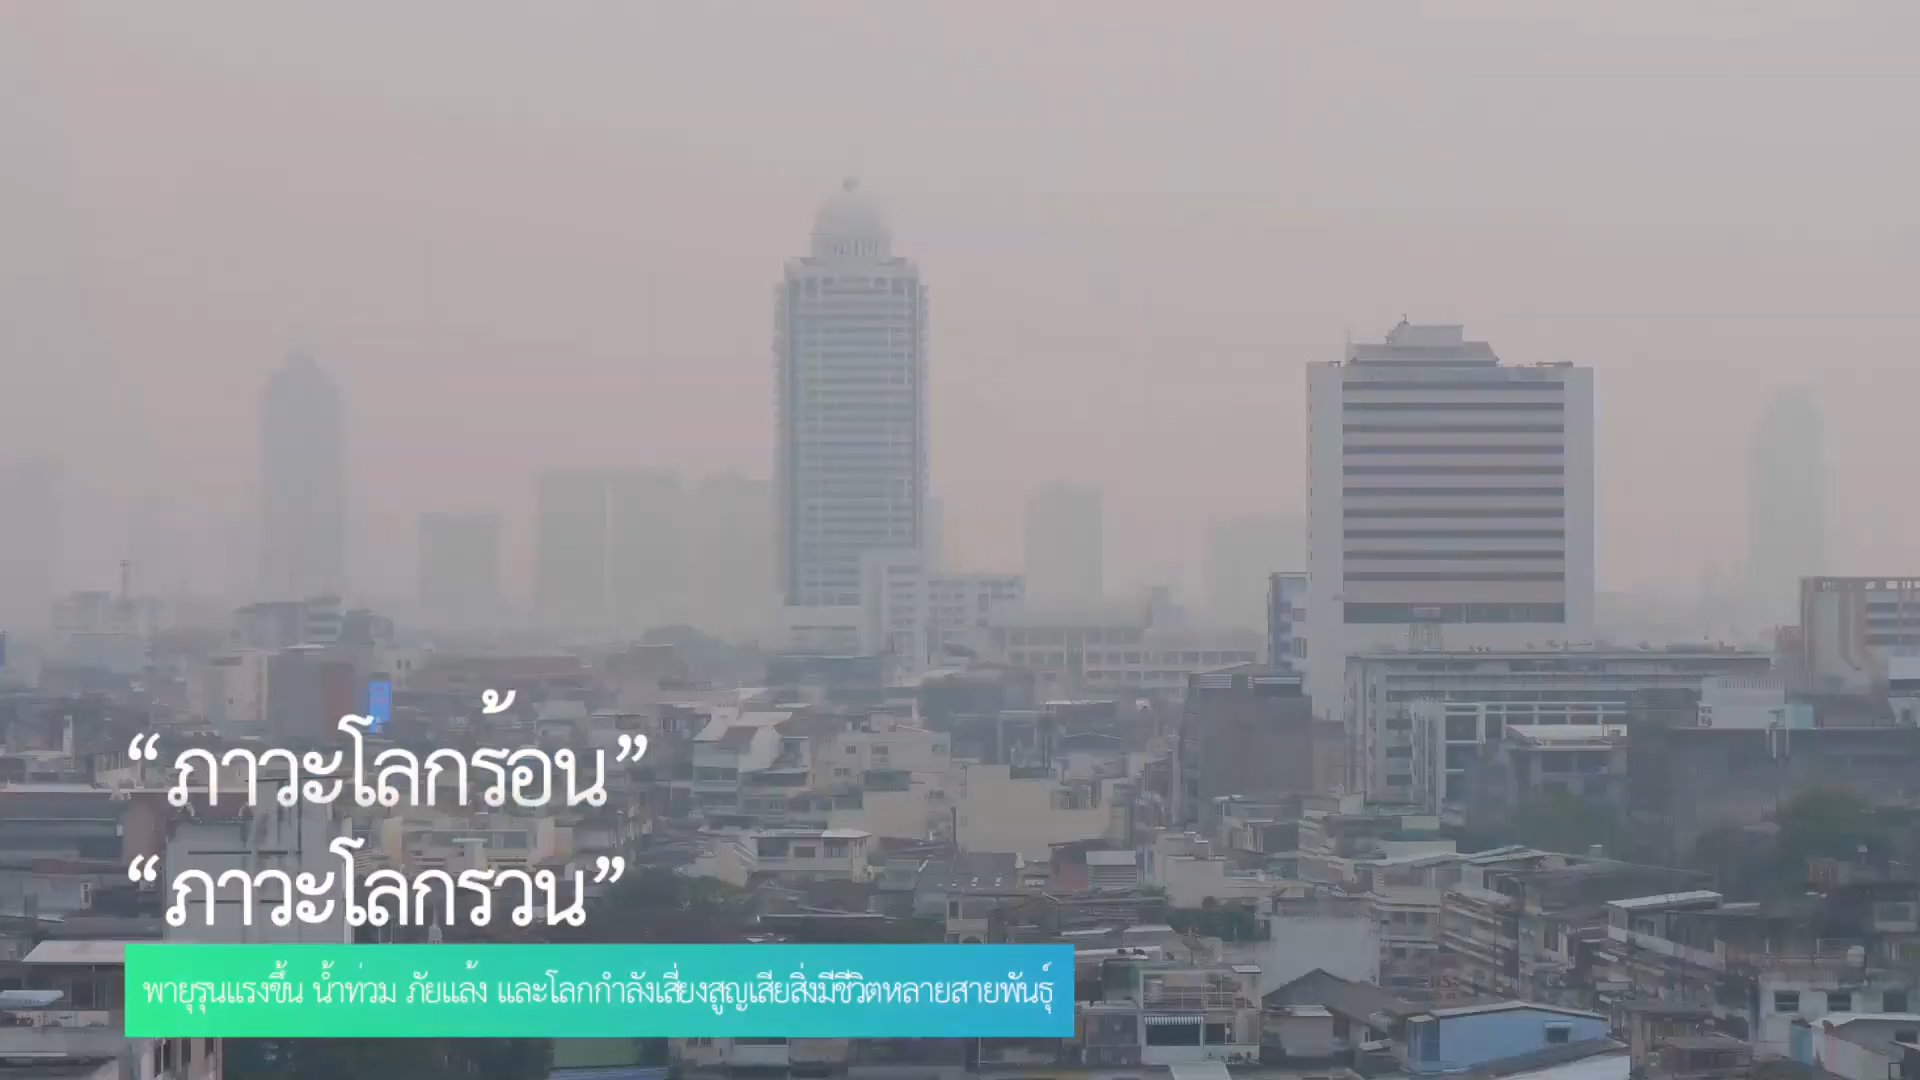 “ภาวะโลกร้อน”
“ภาวะโลกรวน”
พายุรุนแรงขึ้น น้ำท่วม ภัยแล้ง และโลกกำลังเสี่ยงสูญเสียสิ่งมีชีวิตหลายสายพันธุ์